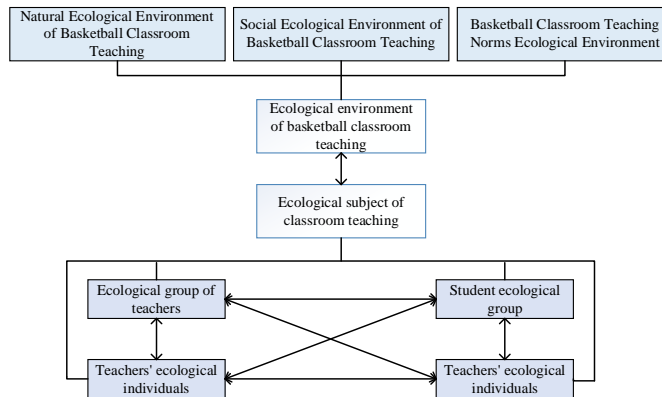 Natural Ecological Environment
of Basketball Classroom
Teaching
Social Ecological Environment of
Basketball Classroom Teaching
Basketball Classroom Teaching
Norms Ecological Environment
Ecological environment
of basketball classroom
teaching
Ecological subject of
classroom teaching
Ecological group of
teachers
Student ecological
group
Teachers' ecological
individuals
Teachers' ecological
individuals